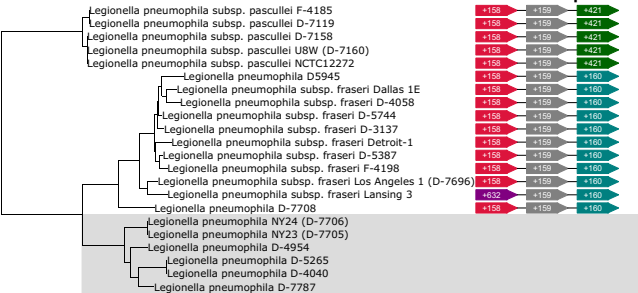 Legionella pneumophila subsp. pascullei F-4185 +158 +159 +421
Legionella pneumophila subsp. pascullei D-7119 +158 +159 +421
Legionella pneumophila subsp. pascullei D-7158 +158 +159 +421
Legionella pneumophila subsp. pascullei U8W (D-7160) +158 +159 +421
Legionella pneumophila subsp. pascullei NCTC12272 +158 +159 +421
Legionella pneumophila D5945 +158 +159 +160
Legionella pneumophila subsp. fraseri Dallas 1E +158 +159 +160
Legionella pneumophila subsp. fraseri D-4058 +158 +159 +160
Legionella pneumophila subsp. fraseri D-5744 +158 +159 +160
Legionella pneumophila subsp. fraseri D-3137 +158 +159 +160
Legionella pneumophila subsp. fraseri Detroit-1 +158 +159 +160
Legionella pneumophila subsp. fraseri D-5387 +158 +159 +160
Legionella pneumophila subsp. fraseri F-4198 +158 +159 +160
Legionella pneumophila subsp. fraseri Los Angeles 1 (D-7696) +158 +159 +160
Legionella pneumophila subsp. fraseri Lansing 3 +632 +159 +160
Legionella pneumophila D-7708 +158 +159 +160
Legionella pneumophila NY24 (D-7706)
Legionella pneumophila NY23 (D-7705)
Legionella pneumophila D-4954
Legionella pneumophila D-5265
Legionella pneumophila D-4040
Legionella pneumophila D-7787